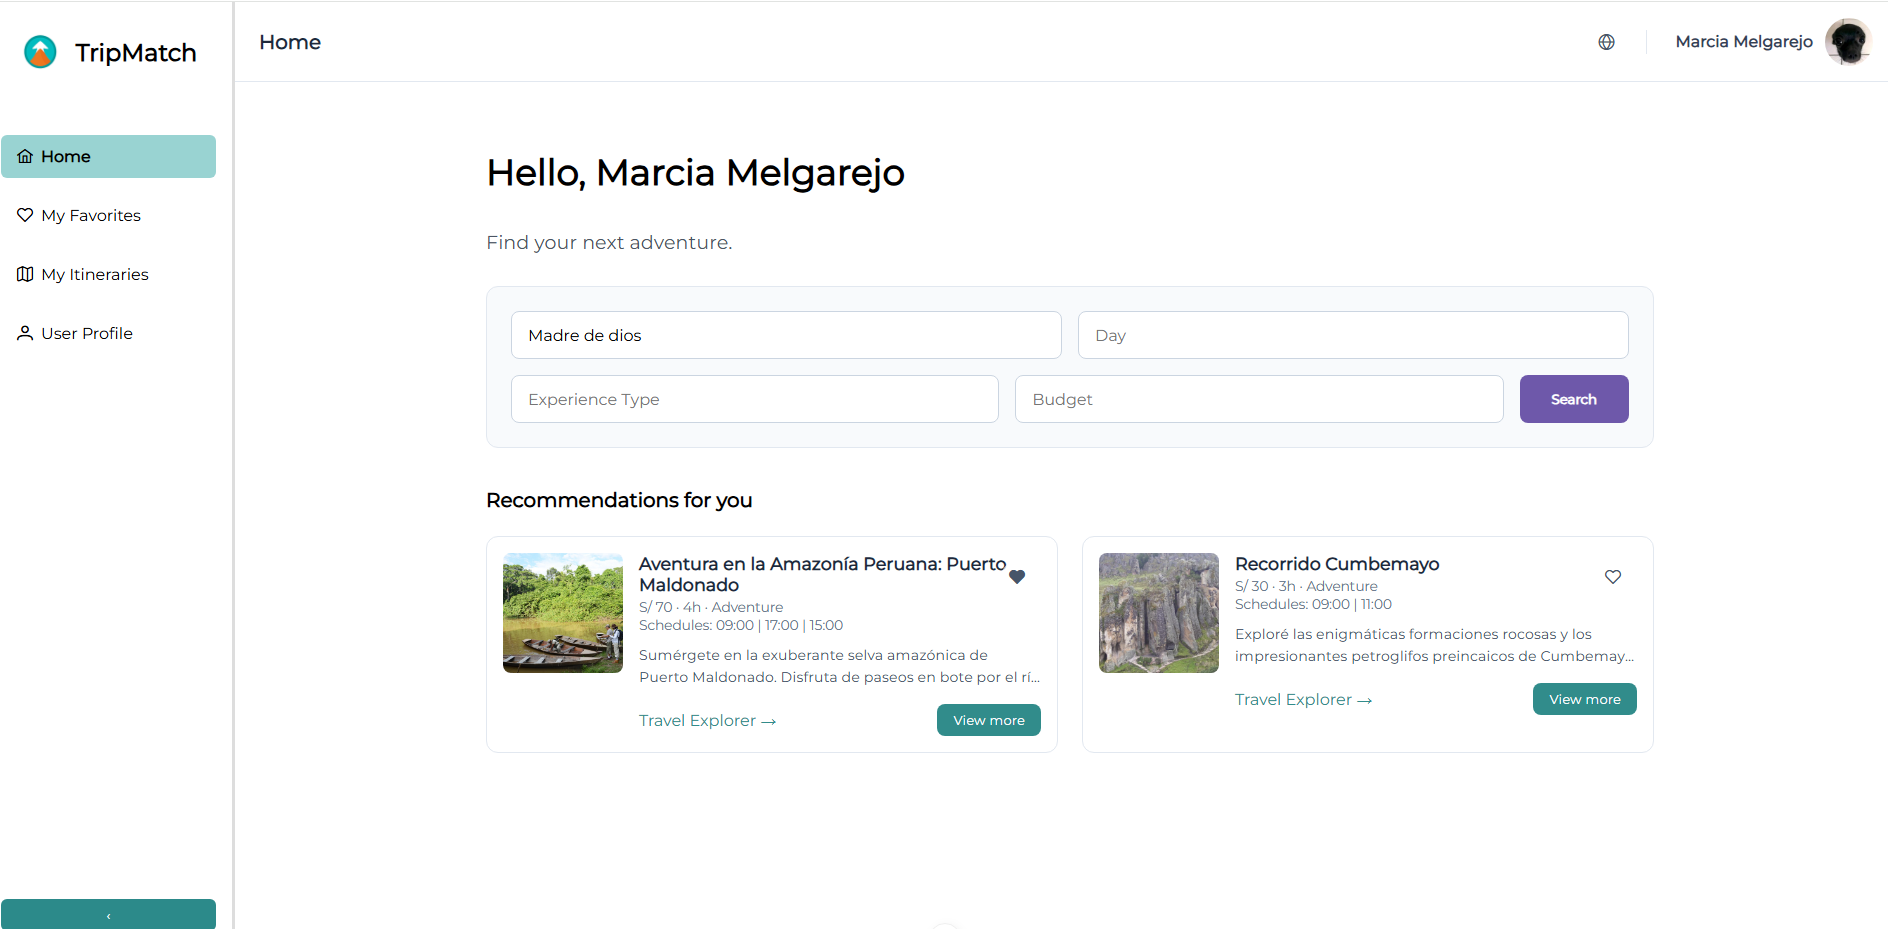 TripMatch
Home
Marcia Melgarejo
Home
My Favorites
My Itineraries
User Profile
‹
Hello, Marcia Melgarejo
Find your next adventure.
Madre de dios
Day
Experience Type
Budget
Search
Recommendations for you
Aventura en la Amazonía Peruana: Puerto
Maldonado
S/ 70 · 4h · Adventure
Schedules: 09:00 | 17:00 | 15:00
Sumérgete en la exuberante selva amazónica de
Puerto Maldonado. Disfruta de paseos en bote por el rí...
Travel Explorer →
View more
Recorrido Cumbemayo
S/ 30 · 3h · Adventure
Schedules: 09:00 | 11:00
Exploré las enigmáticas formaciones rocosas y los
impresionantes petroglifos preincaicos de Cumbemay...
Travel Explorer →
View more